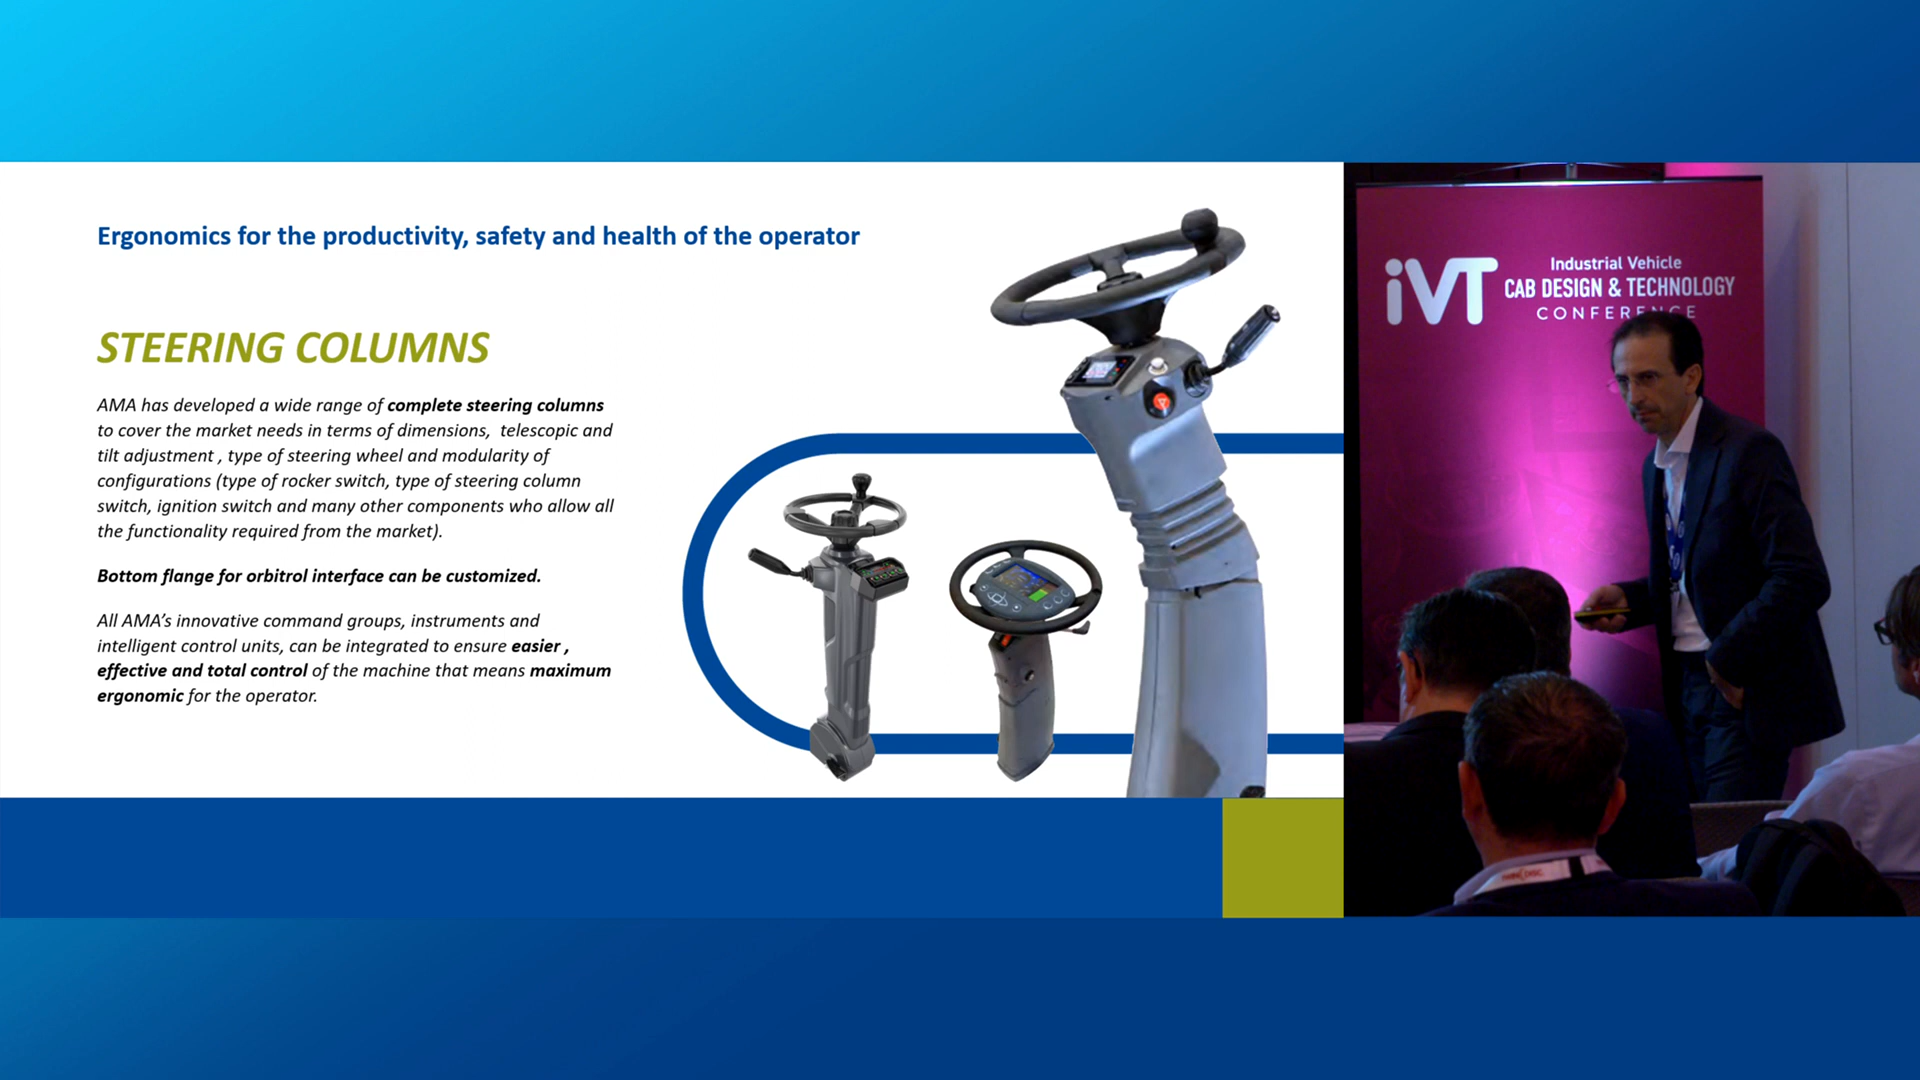 Ergonomics for the productivity, safety and health of the operator
STEERING COLUMNS
AMA has developed a wide range of complete steering columns
to cover the market needs in terms of dimensions, telescopic and
tilt adjustment , type of steering wheel and modularity of
configurations (type of rocker switch, type of steering column
switch, ignition switch and many other components who allow all
the functionality required from the market).
Bottom flange for orbitrol interface can be customized.
All AMA's innovative command groups, instruments and
intelligent control units, can be integrated to ensure easier ,
effective and total control of the machine that means maximum
ergonomic for the operator.
iVT
Industrial Vehicle
CAB DESIGN & TECHNOLOGY
CONFERENCE